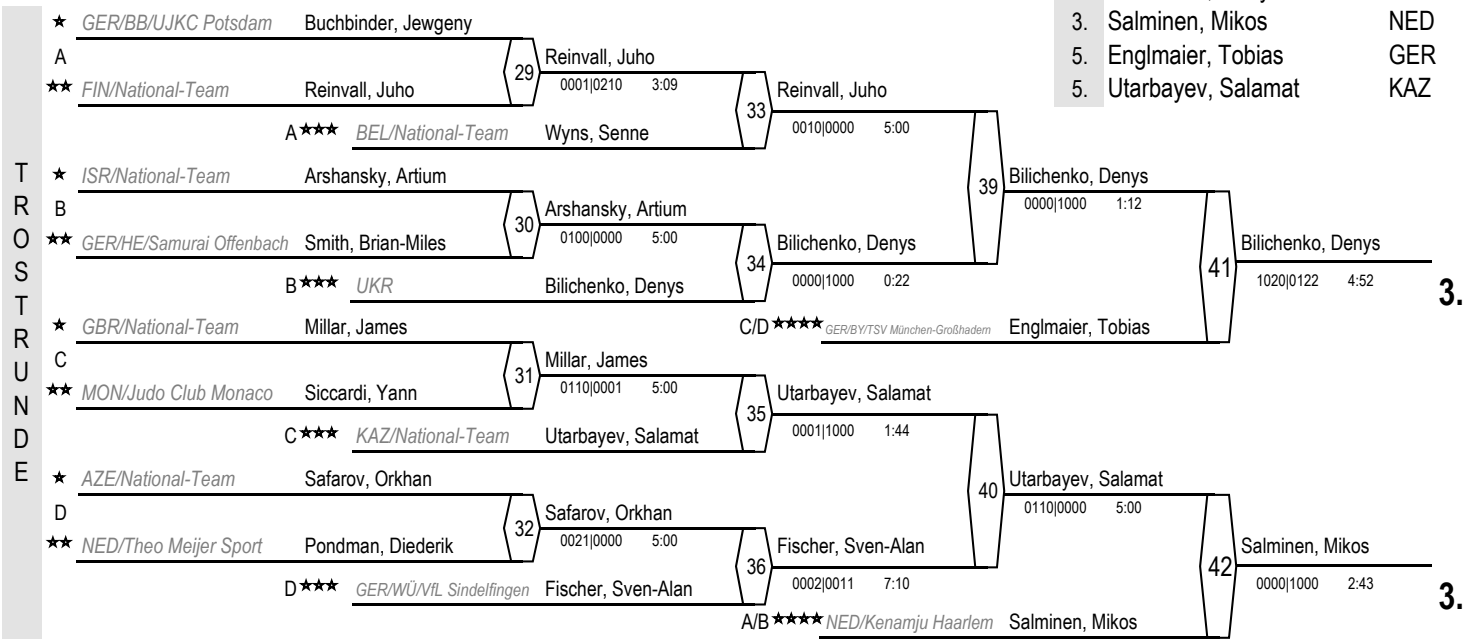 ★ GER/BB/UJKC Potsdam Buchbinder, Jewgeny
3. Salminen, Mikos NED
A
Reinvall, Juho
5. Englmaier, Tobias GER
29
0001|0210 3:09
★★ FIN/National-Team Reinvall, Juho
Reinvall, Juho
5. Utarbayev, Salamat KAZ
33
0010|0000 5:00
A★★★ BEL/National-Team Wyns, Senne
TROSTRUNDE
★ ISR/National-Team Arshansky, Artium
39
Bilichenko, Denys
0000|1000 1:12
B
Arshansky, Artium
30
0100|0000 5:00
★★ GER/HE/Samurai Offenbach Smith, Brian-Miles
Bilichenko, Denys
Bilichenko, Denys
34
41
0000|1000 0:22
1020|0122 4:52
B★★★ UKR Bilichenko, Denys
3.
★ GBR/National-Team Millar, James
C/D★★★★ GER/BY/TSV München-Großhadern Englmaier, Tobias
C
Millar, James
31
0110|0001 5:00
★★ MON/Judo Club Monaco Siccardi, Yann
Utarbayev, Salamat
35
0001|1000 1:44
C★★★ KAZ/National-Team Utarbayev, Salamat
★ AZE/National-Team Safarov, Orkhan
40
Utarbayev, Salamat
0110|0000 5:00
D
Safarov, Orkhan
32
0021|0000 5:00
★★ NED/Theo Meijer Sport Pondman, Diederik
Fischer, Sven-Alan
Salminen, Mikos
36
42
0002|0011 7:10
0000|1000 2:43
D★★★ GER/WÜ/VfL Sindelfingen Fischer, Sven-Alan
3.
A/B★★★★ NED/Kenamju Haarlem Salminen, Mikos